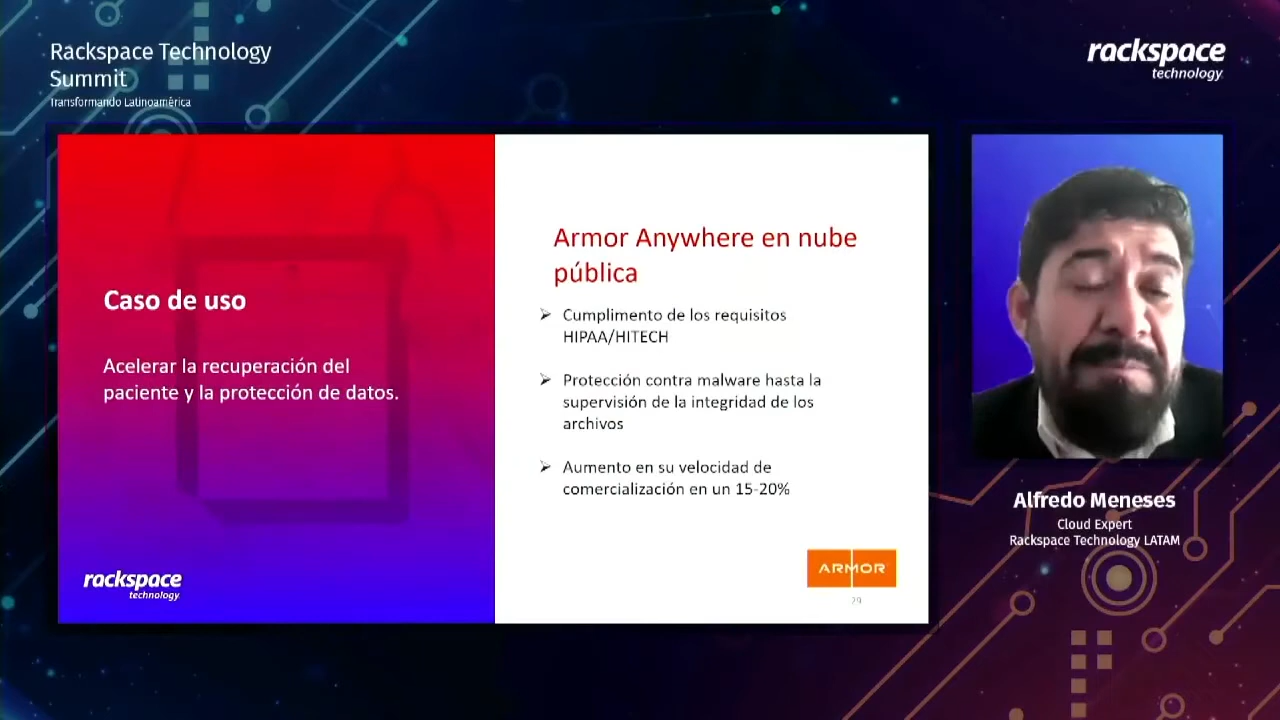 Rackspace Technology
Summit
Transformando Latinoamérica
rackspace
technology
Caso de uso
Acelerar la recuperación del
paciente y la protección de datos.
rackspace
technology
Armor Anywhere en nube
pública
Cumplimento de los requisitos
HIPAA/HITECH
Protección contra malware hasta la
supervisión de la integridad de los
archivos
Aumento en su velocidad de
comercialización en un 15-20%
ARMOR
29
Alfredo Meneses
Cloud Expert
Rackspace Technology LATAM